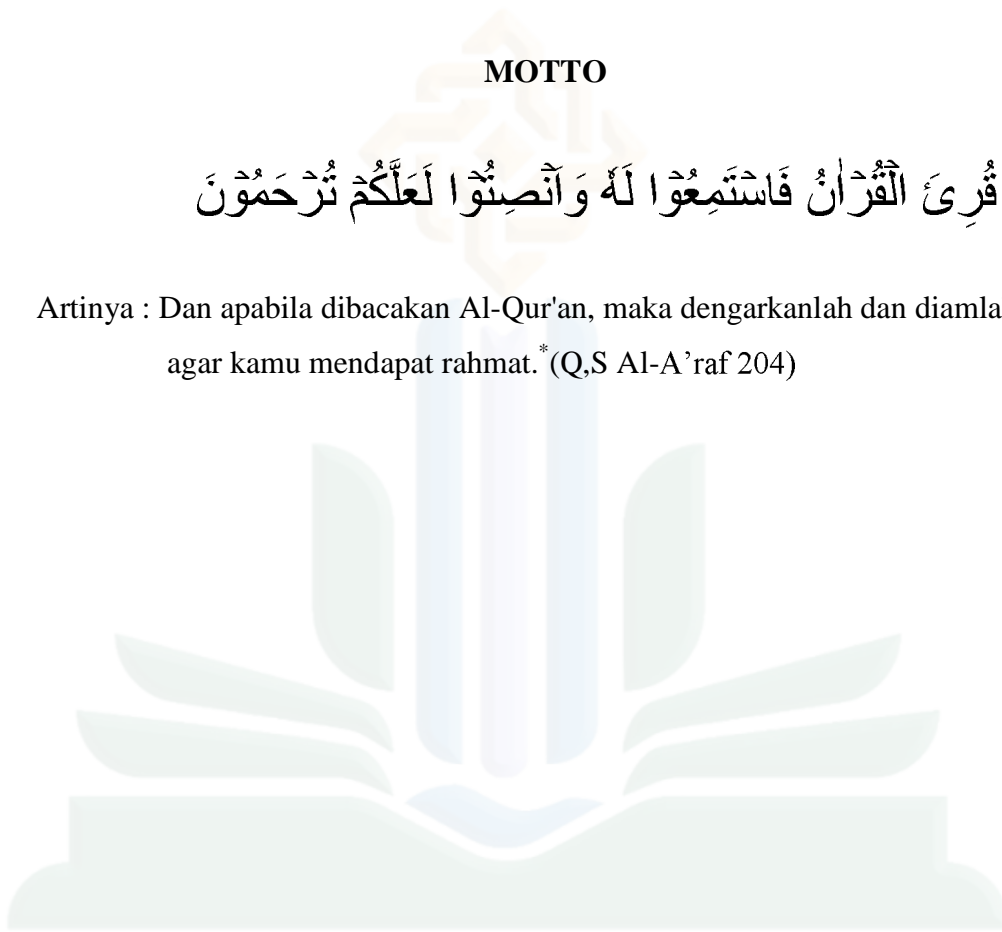 MOTTO
قُرِئَ الْقُرْاٰنُ فَاسْتَمِعُوْا لَهٗ وَاَنْصِتُوْا لَعَلَّكُمْ تُرْحَمُوْنَ
Artinya : Dan apabila dibacakan Al-Qur'an, maka dengarkanlah dan diamla
agar kamu mendapat rahmat.*(Q,S Al-A’raf 204)